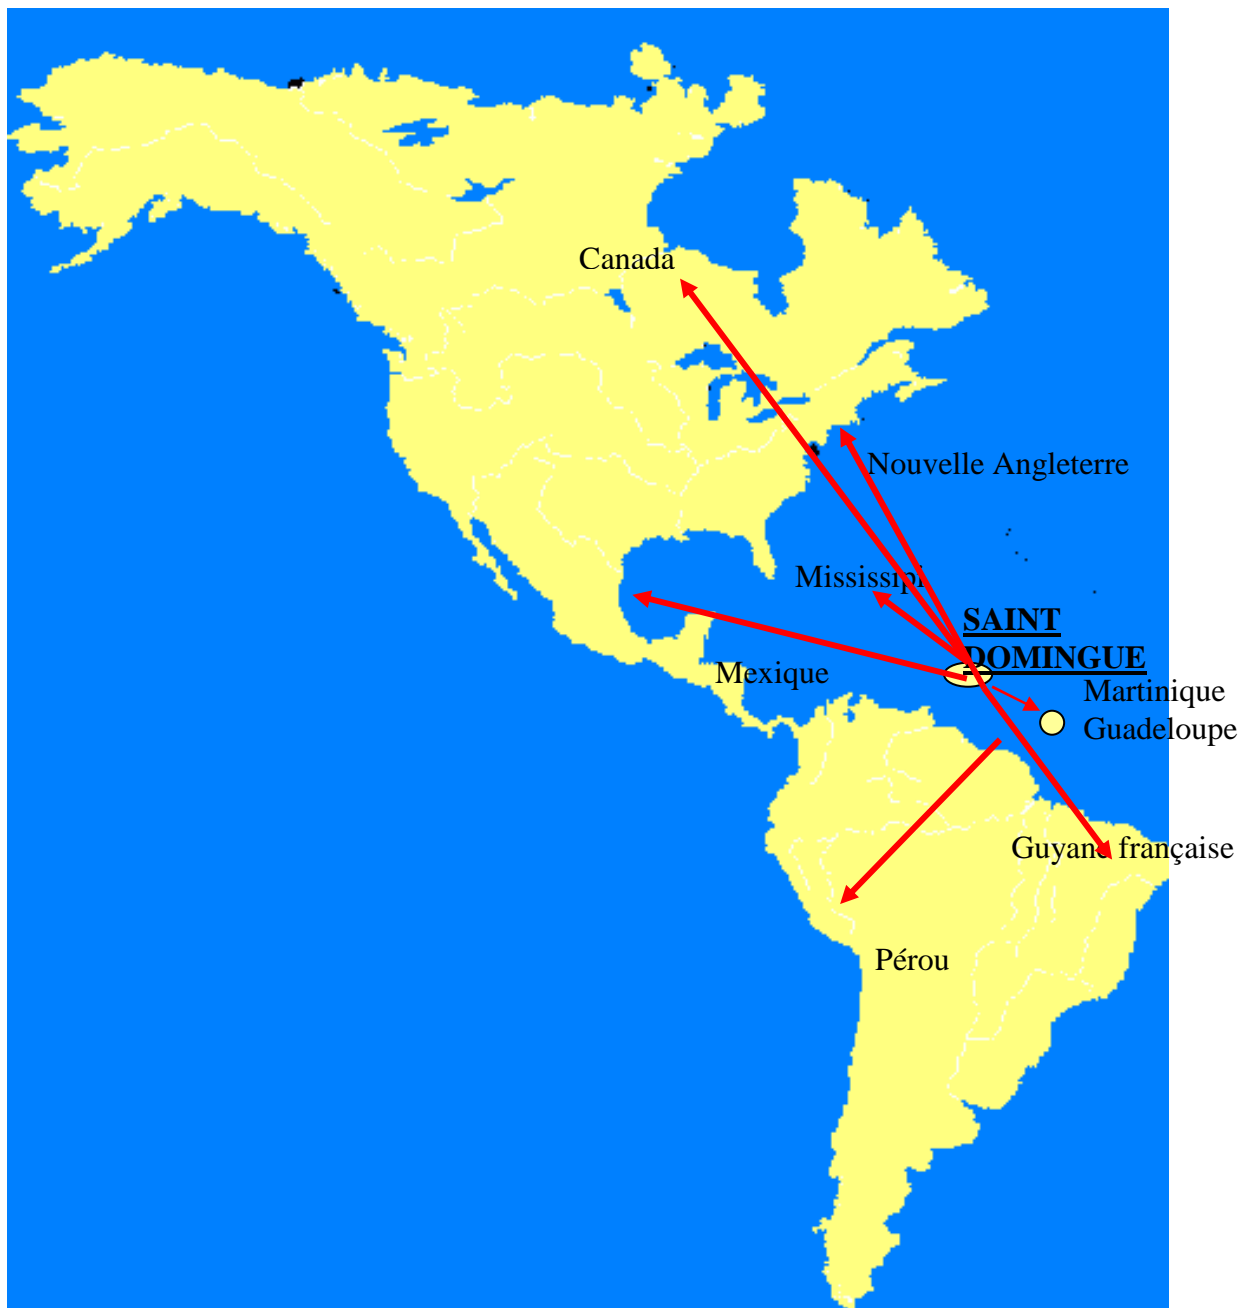 Canada
Nouvelle Angleterre
Mississipi
SAINT
DOMINGUE
Mexique
Martinique
Guadeloupe
Guyane française
Pérou